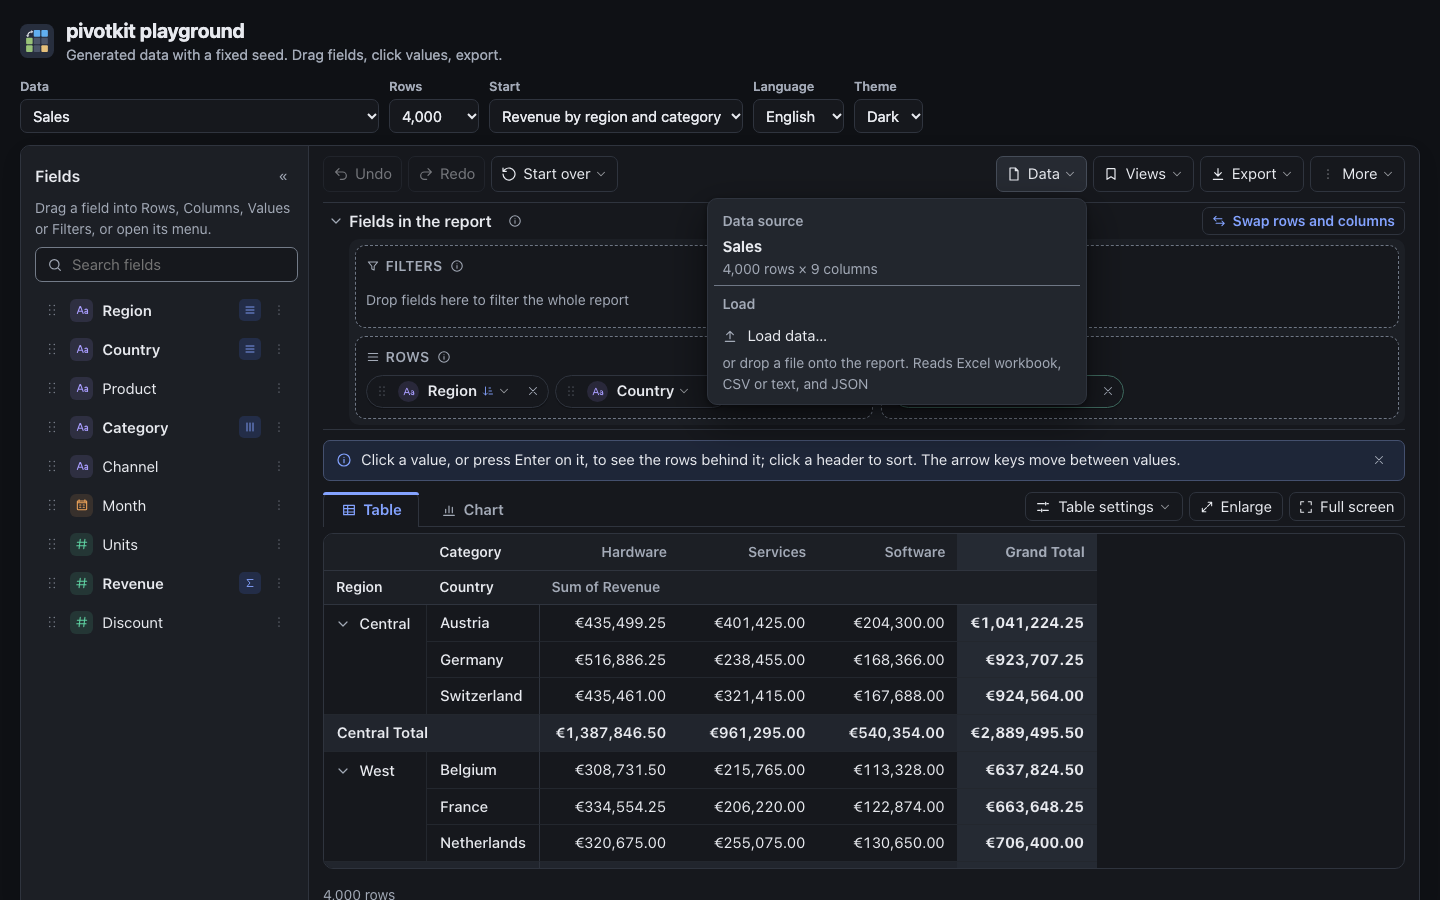 pivotkit playground
Generated data with a fixed seed. Drag fields, click values, export.
Data
Rows
Start
Language
Theme
Sales
4,000
Revenue by region and category
English
Dark
Fields
«
Drag a field into Rows, Columns, Values
or Filters, or open its menu.
Search fields
Aa Region
Aa Country
Aa Product
Aa Category
Aa Channel
Month
# Units
# Revenue Σ
# Discount
Undo
Redo
Start over
Data
Views
Export
More
Fields in the report
Swap rows and columns
FILTERS
Drop fields here to filter the whole report
ROWS
Aa Region
Aa Country
Data source
Sales
4,000 rows × 9 columns
Load
Load data...
or drop a file onto the report. Reads Excel workbook,
CSV or text, and JSON
Click a value, or press Enter on it, to see the rows behind it; click a header to sort. The arrow keys move between values.
Table
Chart
Table settings
Enlarge
Full screen
Category Hardware Services Software Grand Total
Region Country Sum of Revenue
Central Austria €435,499.25 €401,425.00 €204,300.00 €1,041,224.25
Germany €516,886.25 €238,455.00 €168,366.00 €923,707.25
Switzerland €435,461.00 €321,415.00 €167,688.00 €924,564.00
Central Total €1,387,846.50 €961,295.00 €540,354.00 €2,889,495.50
West Belgium €308,731.50 €215,765.00 €113,328.00 €637,824.50
France €334,554.25 €206,220.00 €122,874.00 €663,648.25
Netherlands €320,675.00 €255,075.00 €130,650.00 €706,400.00
4,000 rows